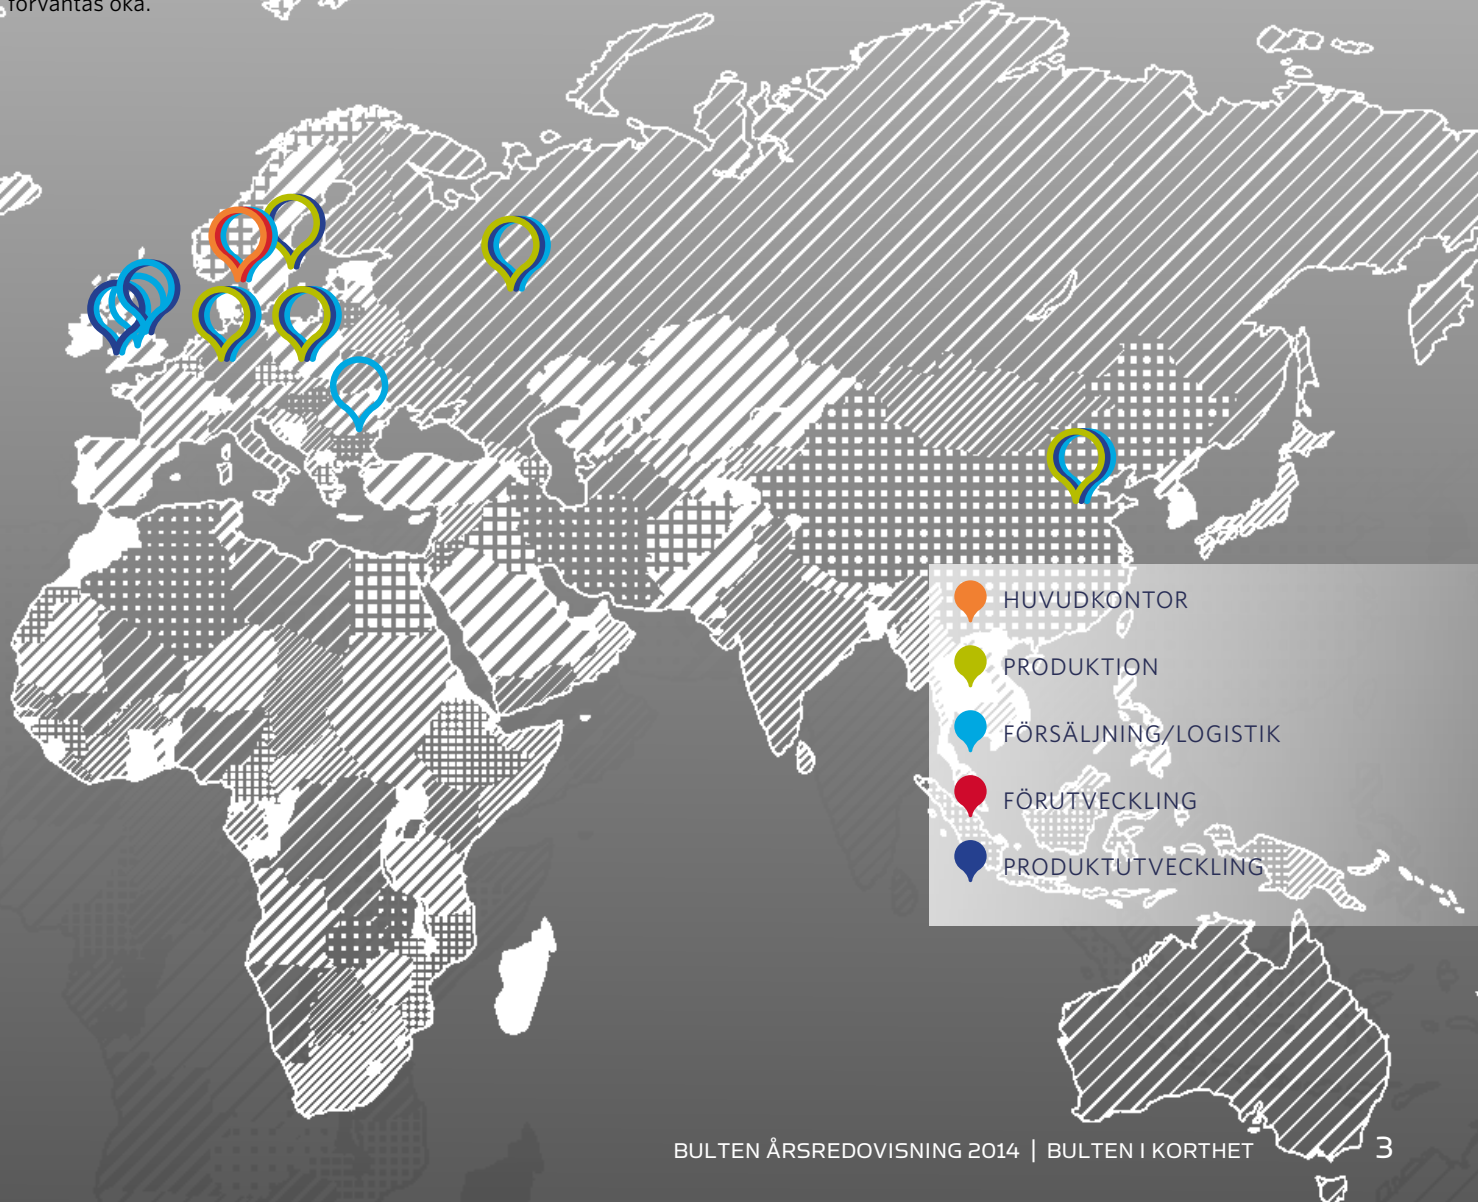 förväntas öka.
HUVUDKONTOR
PRODUKTION
FÖRSÄLJNING/LOGISTIK
FÖRUTVECKLING
PRODUKTUTVECKLING
BULTEN ÅRSREDOVISNING 2014 | BULTEN I KORTHET 3